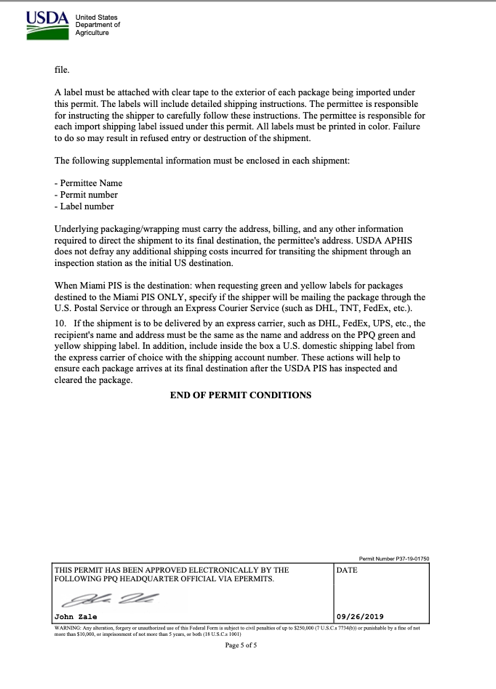 USDA
United States
Department of
Agriculture
file.
A label must be attached with clear tape to the exterior of each package being imported under
this permit. The labels will include detailed shipping instructions. The permittee is responsible
for instructing the shipper to carefully follow these instructions. The permittee is responsible for
each import shipping label issued under this permit. All labels must be printed in color. Failure
to do so may result in refused entry or destruction of the shipment.
The following supplemental information must be enclosed in each shipment:
- Permittee Name
- Permit number
- Label number
Underlying packaging/wrapping must carry the address, billing, and any other information
required to direct the shipment to its final destination, the permittee's address. USDA APHIS
does not defray any additional shipping costs incurred for transiting the shipment through an
inspection station as the initial US destination.
When Miami PIS is the destination: when requesting green and yellow labels for packages
destined to the Miami PIS ONLY, specify if the shipper will be mailing the package through the
U.S. Postal Service or through an Express Courier Service (such as DHL, TNT, FedEx, etc.).
10. If the shipment is to be delivered by an express carrier, such as DHL, FedEx, UPS, etc., the
recipient's name and address must be the same as the name and address on the PPQ green and
yellow shipping label. In addition, include inside the box a U.S. domestic shipping label from
the express carrier of choice with the shipping account number. These actions will help to
ensure each package arrives at its final destination after the USDA PIS has inspected and
cleared the package.
END OF PERMIT CONDITIONS
Permit Number P37-19-01750
THIS PERMIT HAS BEEN APPROVED ELECTRONICALLY BY THE
FOLLOWING PPQ HEADQUARTER OFFICIAL VIA EPERMITS.
DATE
John Zale
09/26/2019
WARNING: Any alteration, forgery or unauthorized use of this Federal Form is subject to civil penalties of up to $250,000 (7 U.S.C.s 7734(b)) or punishable by a fine of not
more than $10,000, or imprisonment of not more than 5 years, or both (18 U.S.C.s 1001)
Page 5 of 5